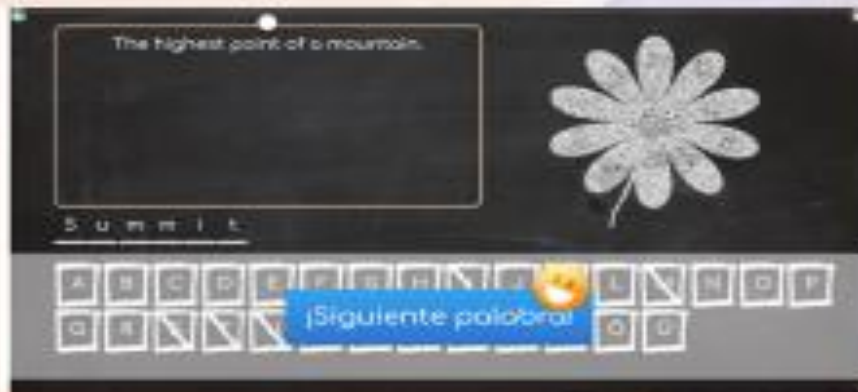 The highest point of a mountain.
S u m m i t
A B C D E F G H J L N O P
Q R
¡Siguiente palabra!